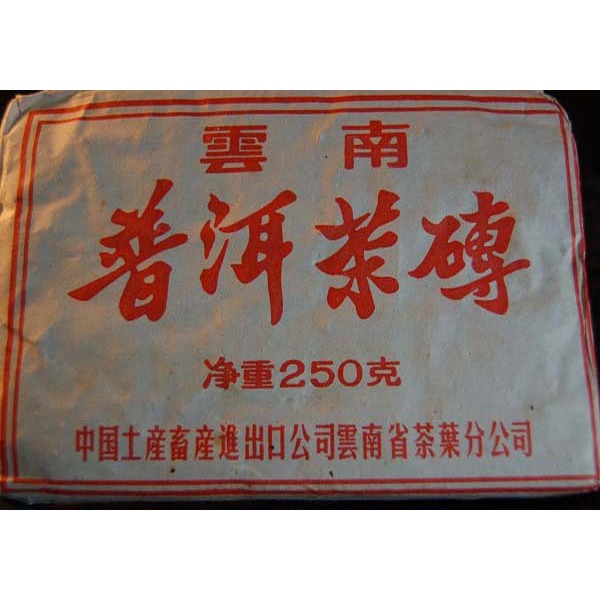 雲南
普洱茶磚
净重250克
中国土産畜産進出口公司雲南省茶葉分公司